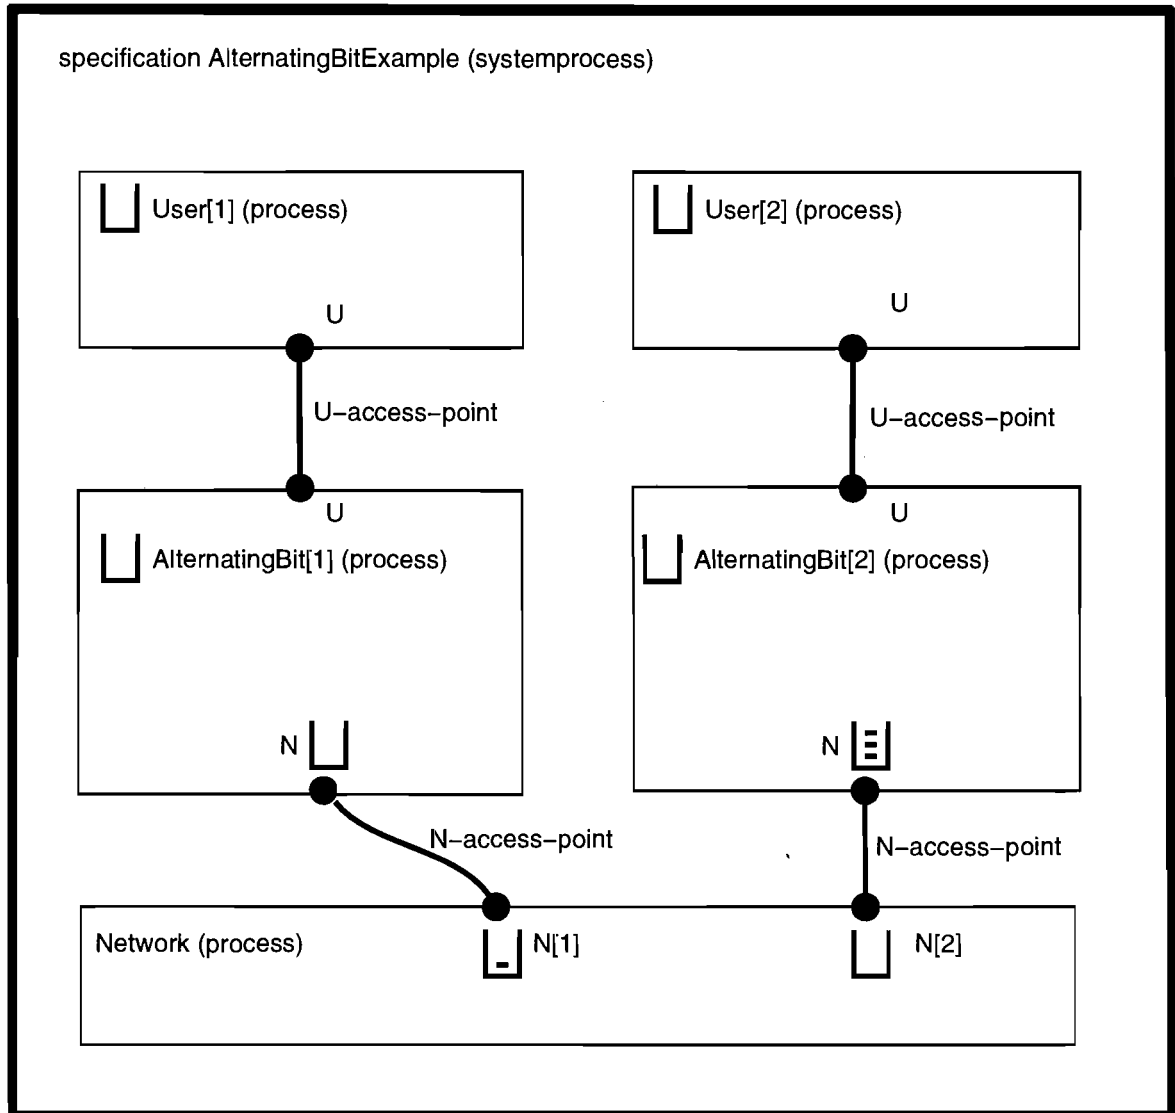 specification AlternatingBitExample (systemprocess)
User[1] (process)
User[2] (process)
U
U
U–access–point
U–access–point
U
U
AlternatingBit[1] (process)
AlternatingBit[2] (process)
N
N
N–access–point
N–access–point
Network (process)
N[1]
N[2]